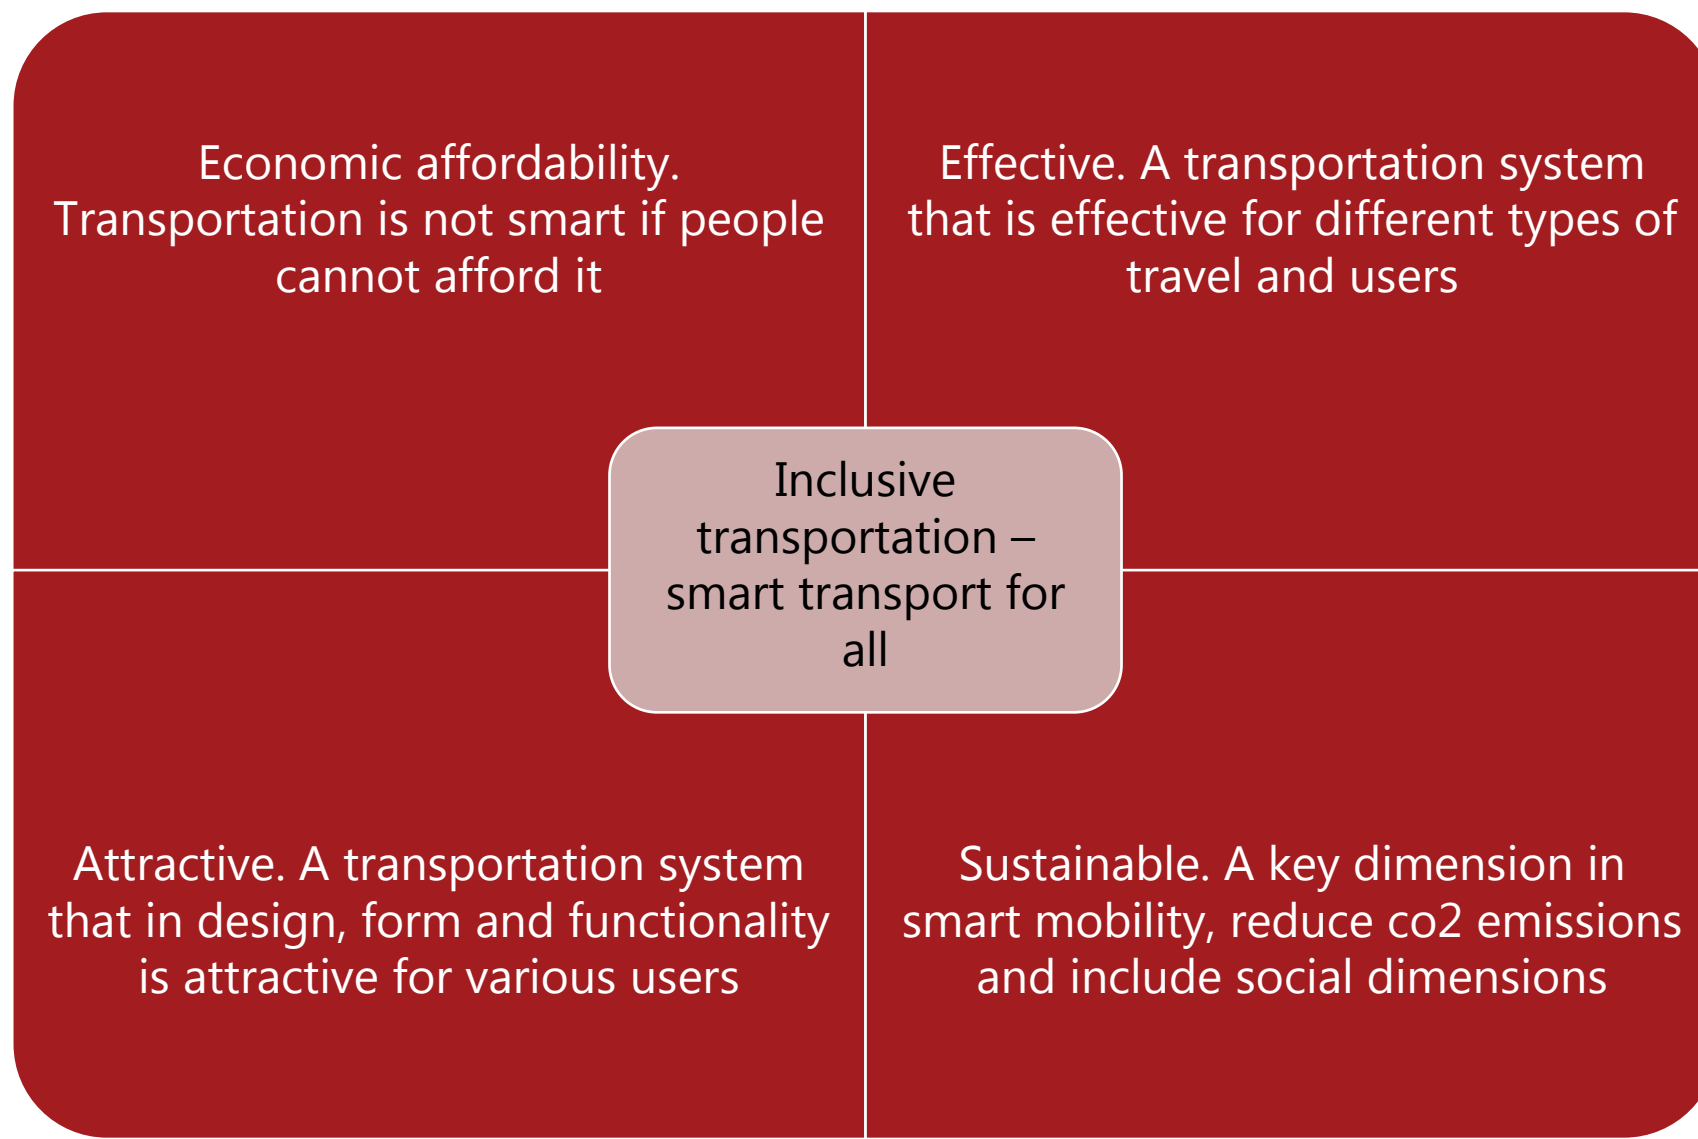 Economic affordability.
Transportation is not smart if people
cannot afford it
Effective. A transportation system
that is effective for different types of
travel and users
Inclusive
transportation –
smart transport for
all
Attractive. A transportation system
that in design, form and functionality
is attractive for various users
Sustainable. A key dimension in
smart mobility, reduce co2 emissions
and include social dimensions